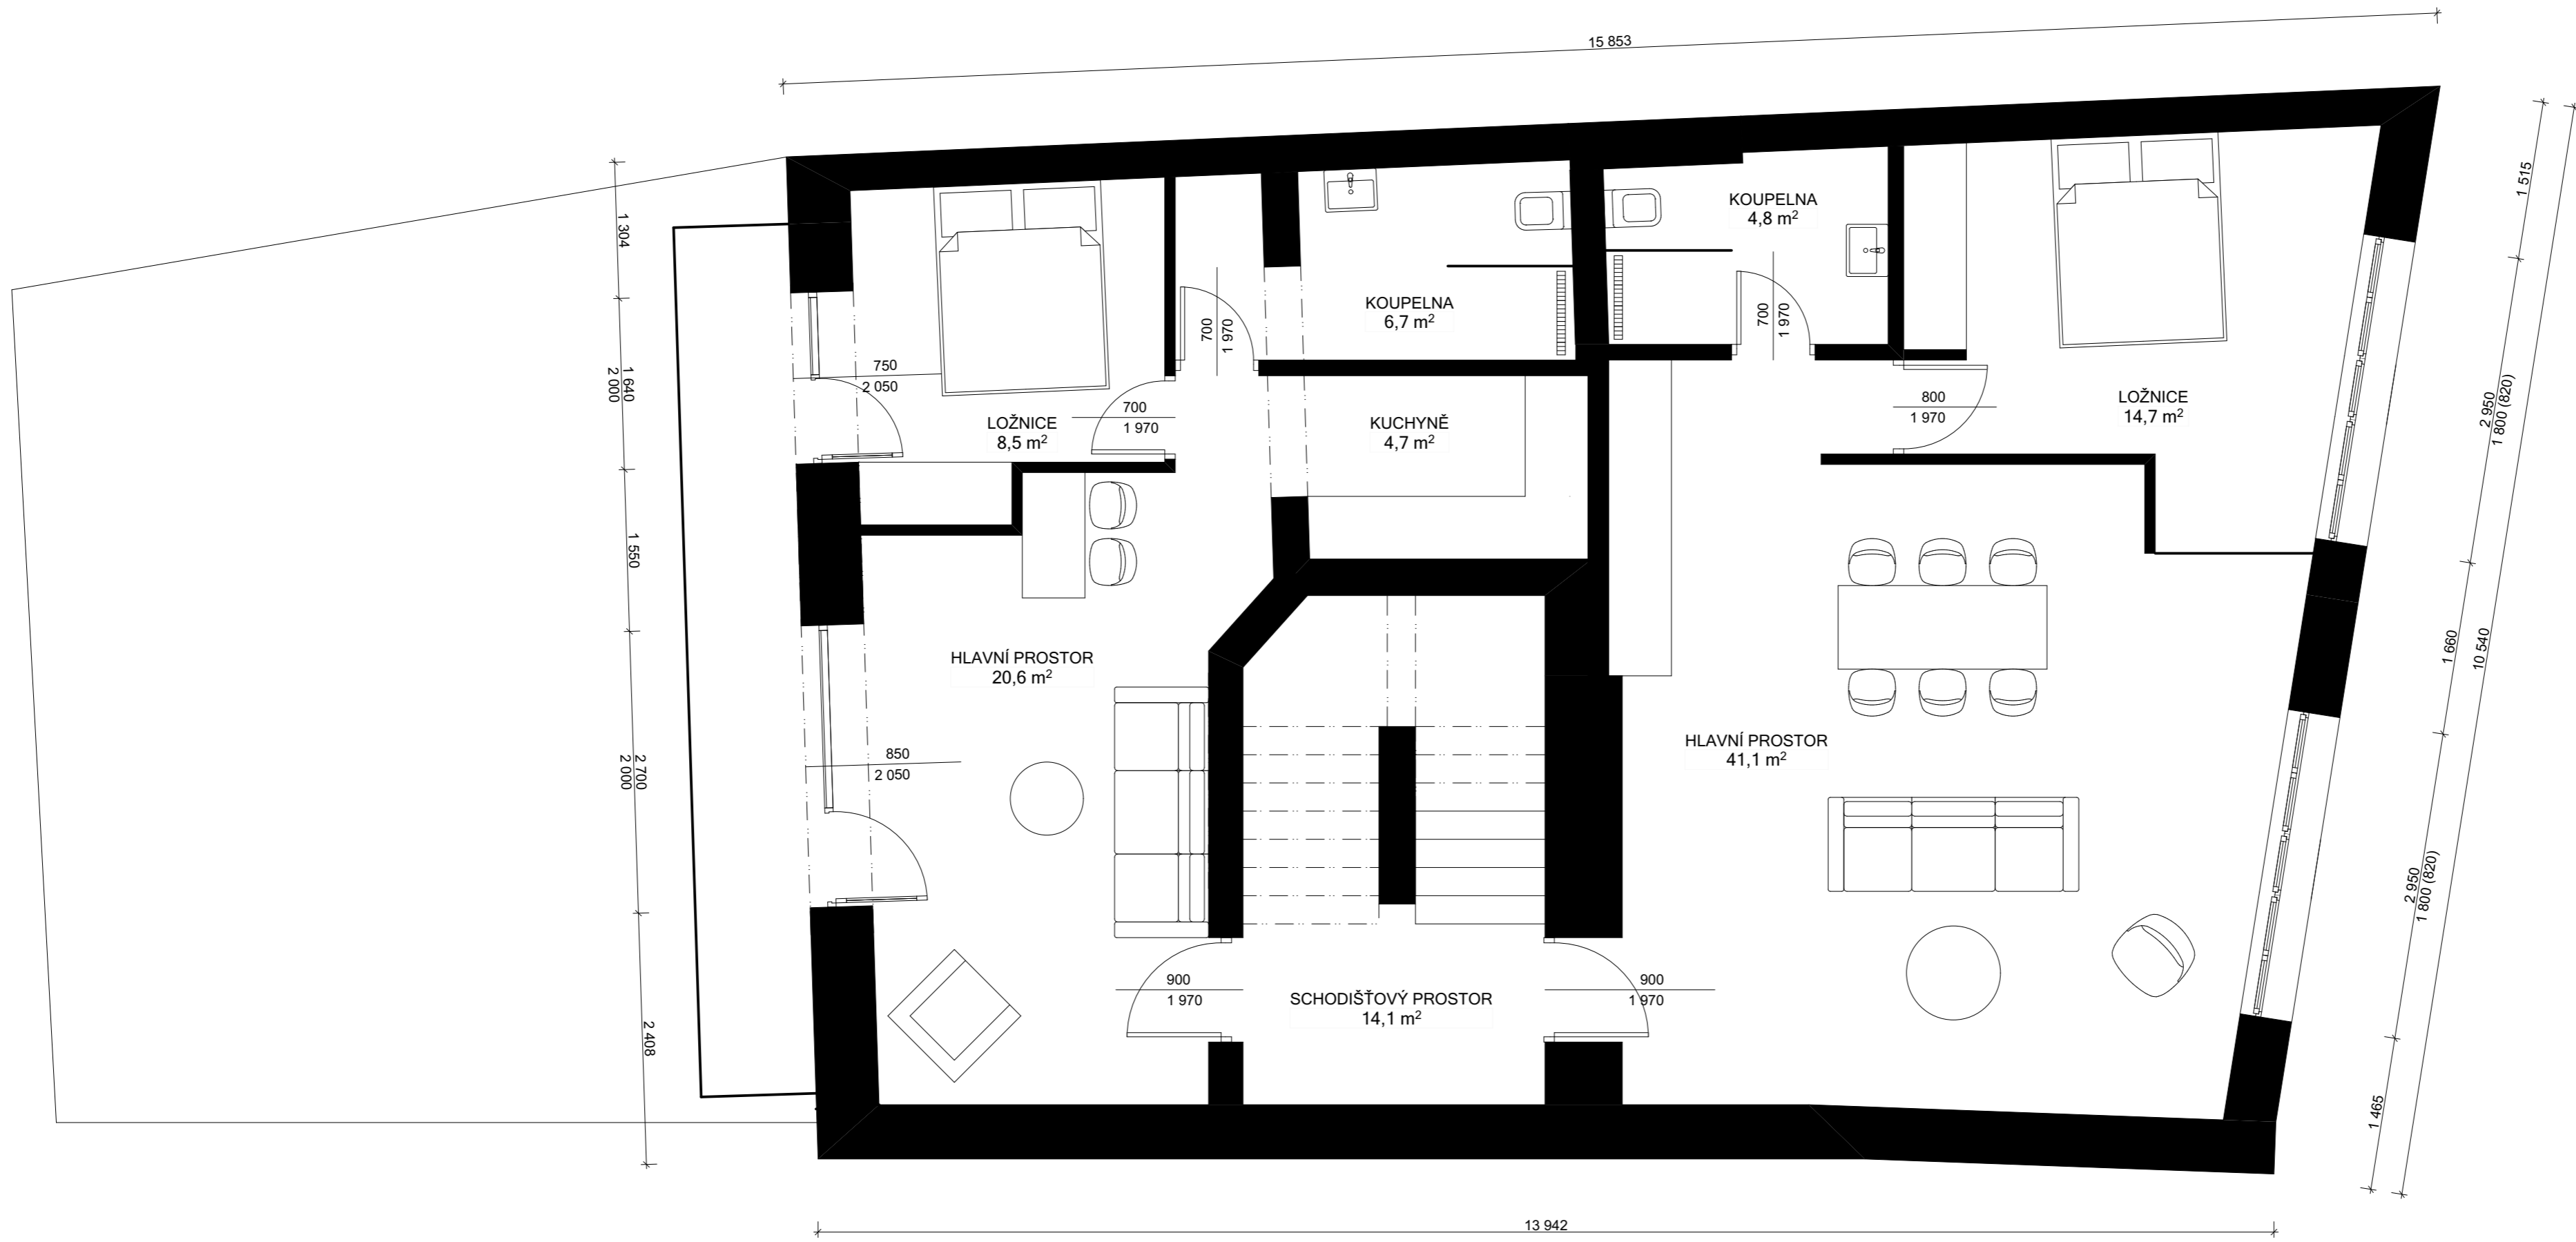 15 853
1 304
1 640
2 000
1 550
2 700
2 000
2 408
1 515
2 950
1 800 (820)
1 660
10 540
2 950
1 800 (820)
1 465
13 942
KOUPELNA
4,8 m²
KOUPELNA
6,7 m²
700
1 970
700
1 970
750
2 050
700
1 970
LOŽNICE
8,5 m²
KUCHYNĚ
4,7 m²
800
1 970
LOŽNICE
14,7 m²
HLAVNÍ PROSTOR
20,6 m²
850
2 050
HLAVNÍ PROSTOR
41,1 m²
900
1 970
SCHODIŠŤOVÝ PROSTOR
14,1 m²
900
1 970